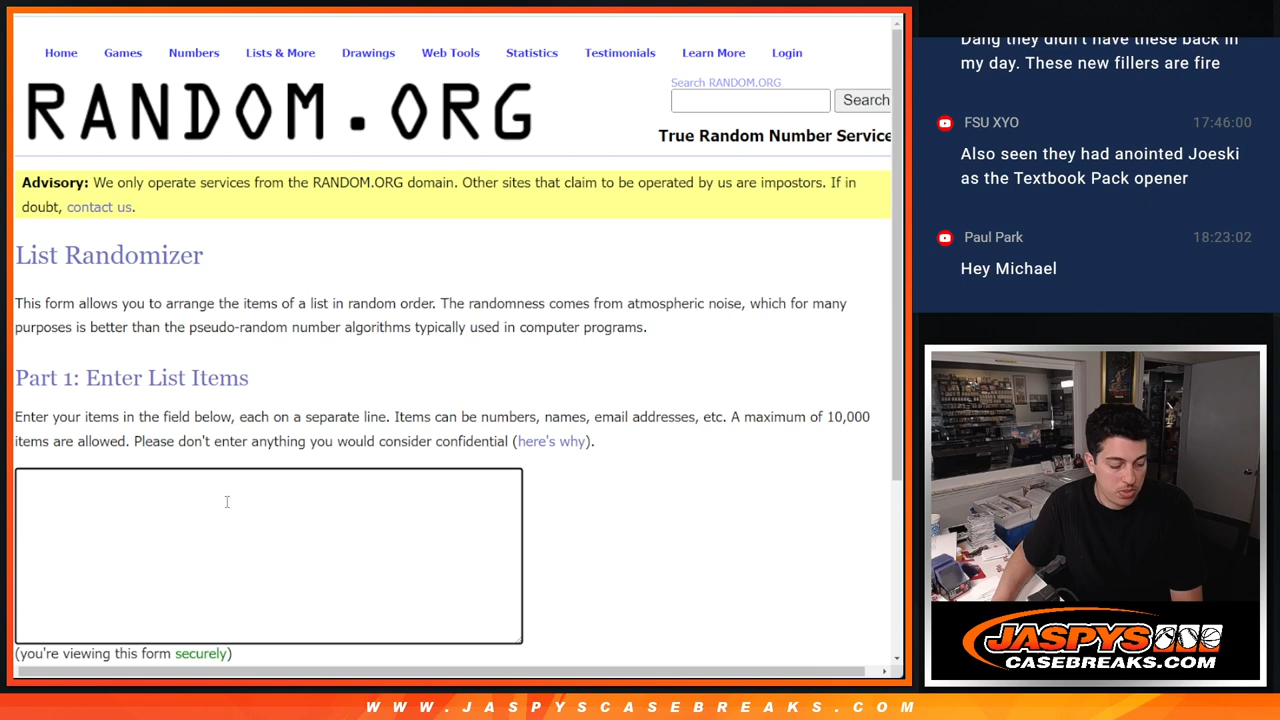 Home Games Numbers Lists & More Drawings Web Tools Statistics Testimonials Learn More Login
RANDOM.ORG
Search RANDOM.ORG
Search
True Random Number Service
Advisory: We only operate services from the RANDOM.ORG domain. Other sites that claim to be operated by us are impostors. If in
doubt, contact us.
List Randomizer
This form allows you to arrange the items of a list in random order. The randomness comes from atmospheric noise, which for many
purposes is better than the pseudo-random number algorithms typically used in computer programs.
Part 1: Enter List Items
Enter your items in the field below, each on a separate line. Items can be numbers, names, email addresses, etc. A maximum of 10,000
items are allowed. Please don't enter anything you would consider confidential (here's why).
(you're viewing this form securely)
Dang they didn't have these back in
my day. These new fillers are fire
FSU XYO 17:46:00
Also seen they had anointed Joeski
as the Textbook Pack opener
Paul Park 18:23:02
Hey Michael
JASPYS
CASEBREAKS.COM
WWW.JASPYSCASEBREAKS.COM